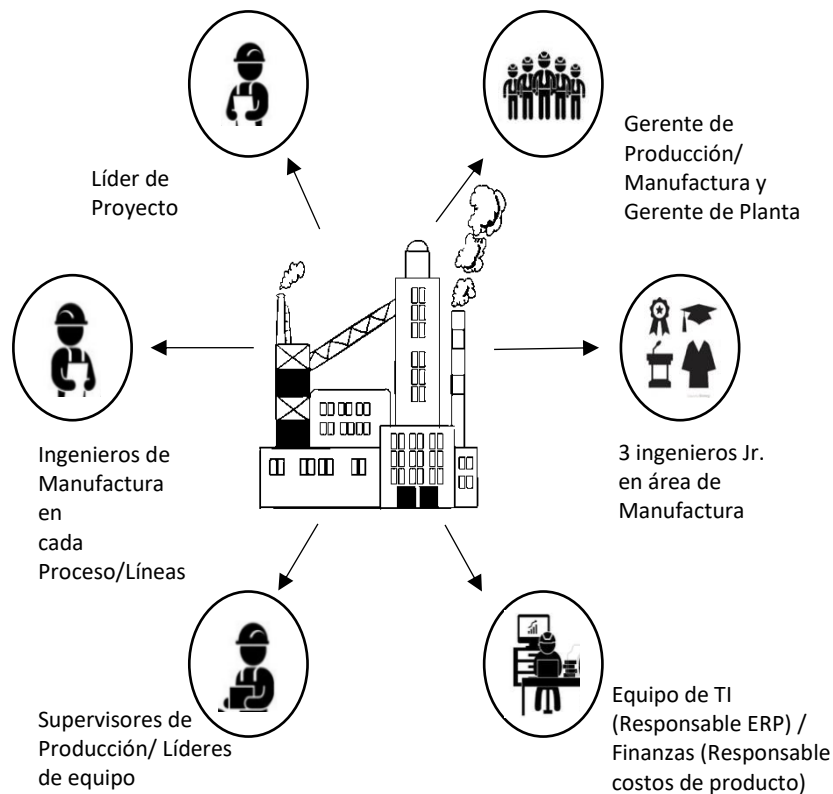 Líder de
Proyecto
Gerente de
Producción/
Manufactura y
Gerente de Planta
Ingenieros de
Manufactura
en
cada
Proceso/Líneas
3 ingenieros Jr.
en área de
Manufactura
Supervisores de
Producción/ Líderes
de equipo
Equipo de TI
(Responsable ERP) /
Finanzas (Responsable
costos de producto)